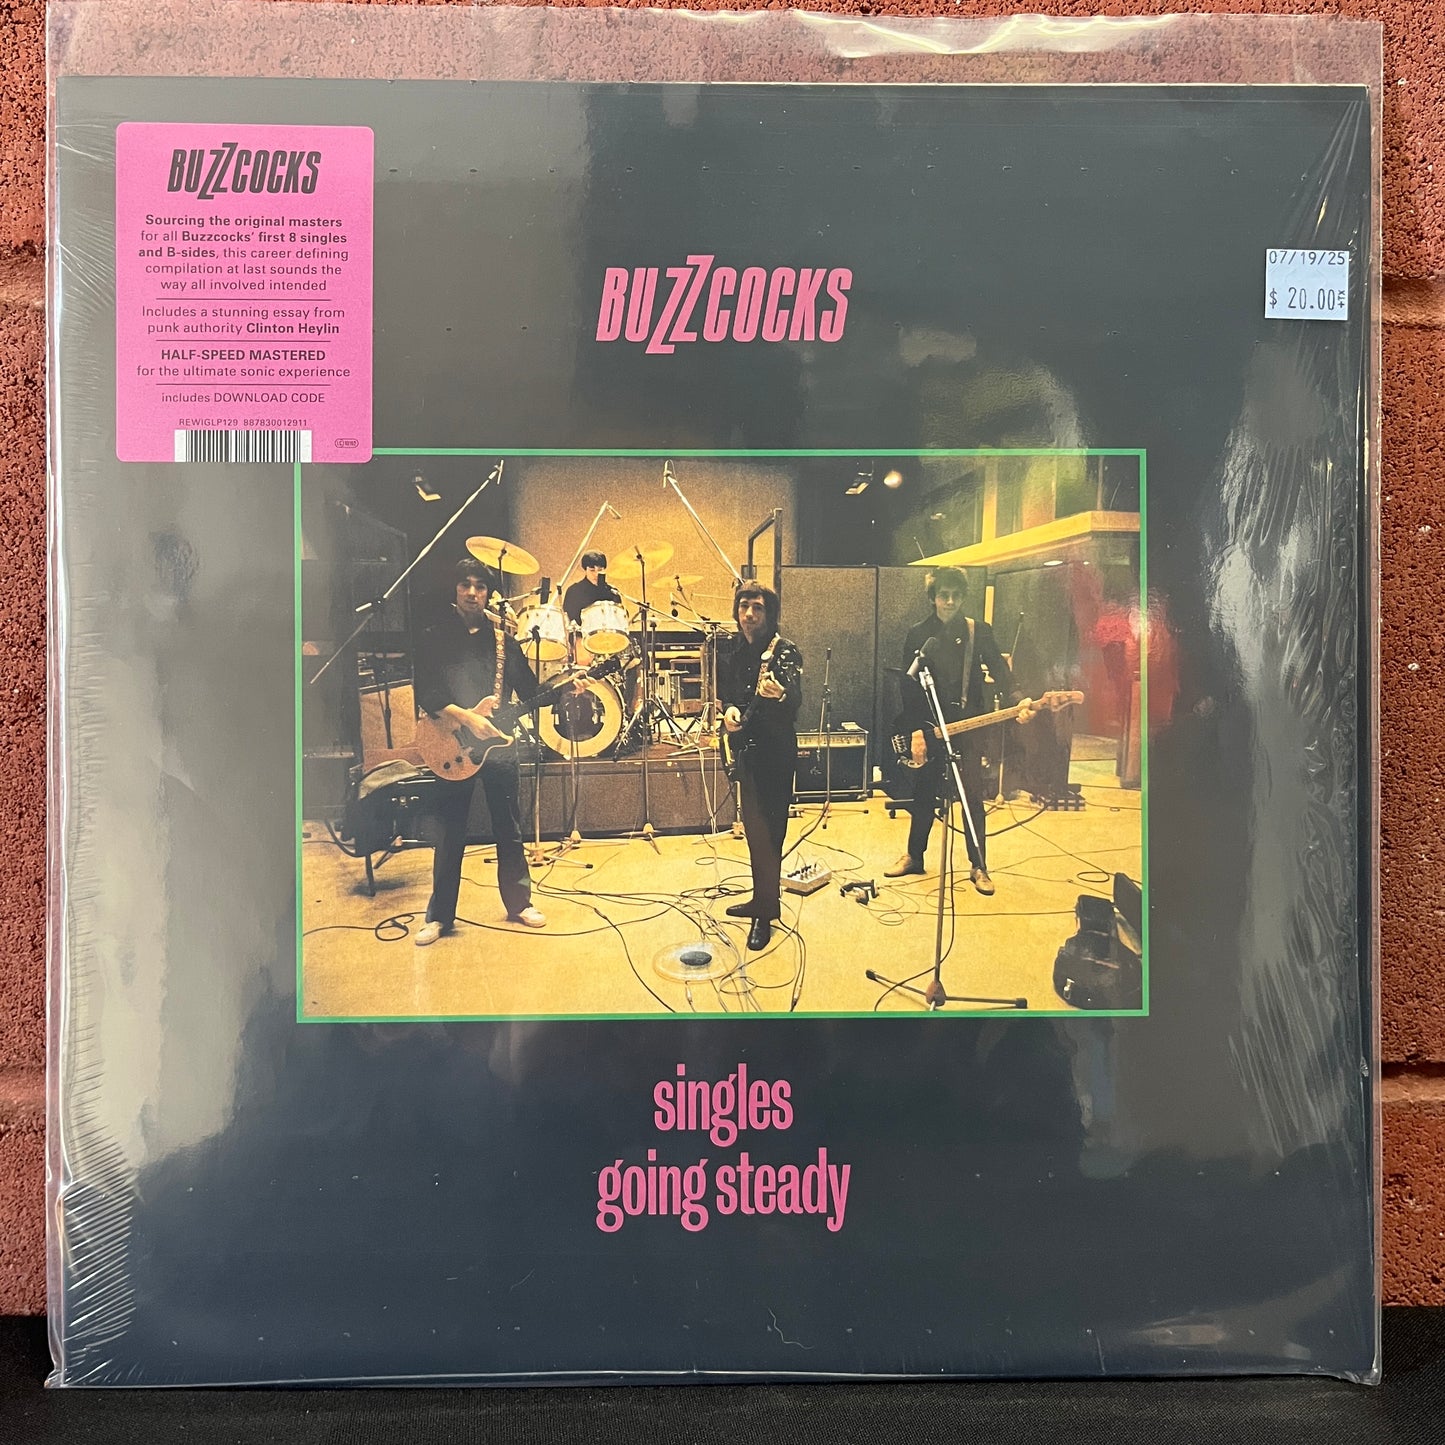 BUZZCOCKS
Sourcing the original masters
for all Buzzcocks' first 8 singles
and B-sides, this career defining
compilation at last sounds the
way all involved intended
Includes a stunning essay from
punk authority Clinton Heylin
HALF-SPEED MASTERED
for the ultimate sonic experience
includes DOWNLOAD CODE
REWIGLP129 887830012911
BUZZCOCKS
07/19/25
$ 20.00
+TX
singles
going steady